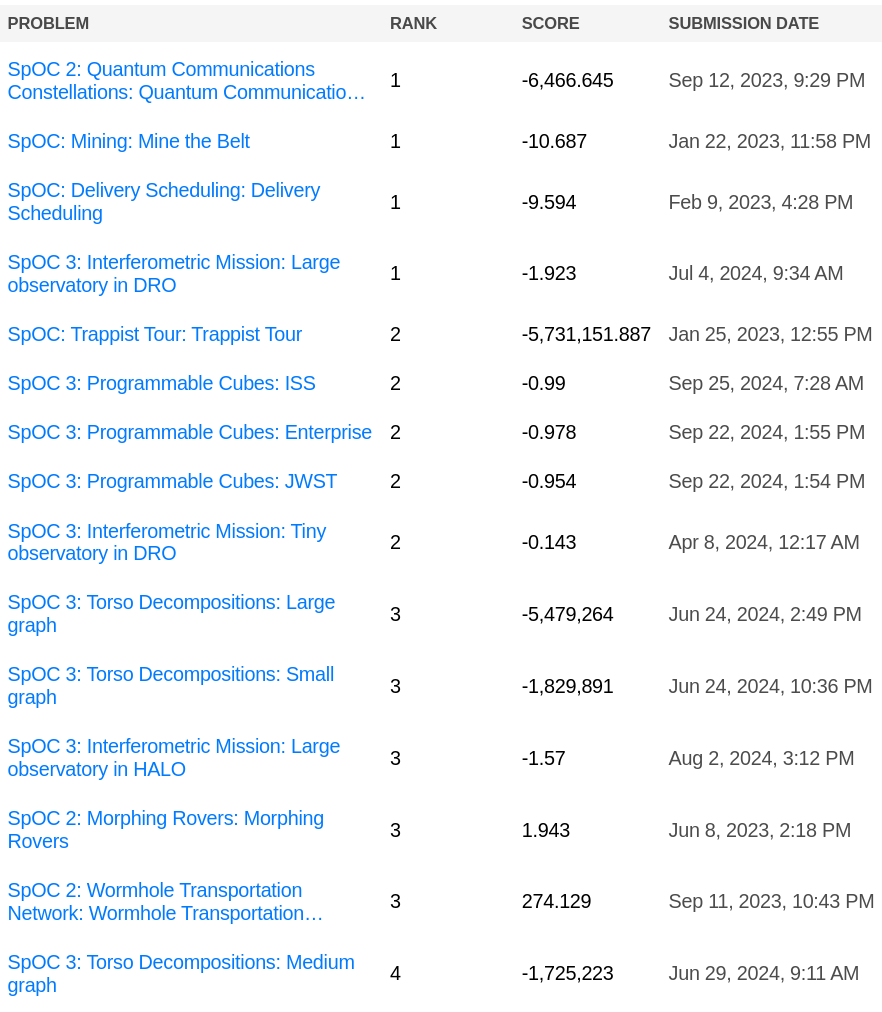 PROBLEM RANK SCORE SUBMISSION DATE
SpOC 2: Quantum Communications
Constellations: Quantum Communicatio… 1 -6,466.645 Sep 12, 2023, 9:29 PM
SpOC: Mining: Mine the Belt 1 -10.687 Jan 22, 2023, 11:58 PM
SpOC: Delivery Scheduling: Delivery
Scheduling 1 -9.594 Feb 9, 2023, 4:28 PM
SpOC 3: Interferometric Mission: Large
observatory in DRO 1 -1.923 Jul 4, 2024, 9:34 AM
SpOC: Trappist Tour: Trappist Tour 2 -5,731,151.887 Jan 25, 2023, 12:55 PM
SpOC 3: Programmable Cubes: ISS 2 -0.99 Sep 25, 2024, 7:28 AM
SpOC 3: Programmable Cubes: Enterprise 2 -0.978 Sep 22, 2024, 1:55 PM
SpOC 3: Programmable Cubes: JWST 2 -0.954 Sep 22, 2024, 1:54 PM
SpOC 3: Interferometric Mission: Tiny
observatory in DRO 2 -0.143 Apr 8, 2024, 12:17 AM
SpOC 3: Torso Decompositions: Large
graph 3 -5,479,264 Jun 24, 2024, 2:49 PM
SpOC 3: Torso Decompositions: Small
graph 3 -1,829,891 Jun 24, 2024, 10:36 PM
SpOC 3: Interferometric Mission: Large
observatory in HALO 3 -1.57 Aug 2, 2024, 3:12 PM
SpOC 2: Morphing Rovers: Morphing
Rovers 3 1.943 Jun 8, 2023, 2:18 PM
SpOC 2: Wormhole Transportation
Network: Wormhole Transportation… 3 274.129 Sep 11, 2023, 10:43 PM
SpOC 3: Torso Decompositions: Medium
graph 4 -1,725,223 Jun 29, 2024, 9:11 AM